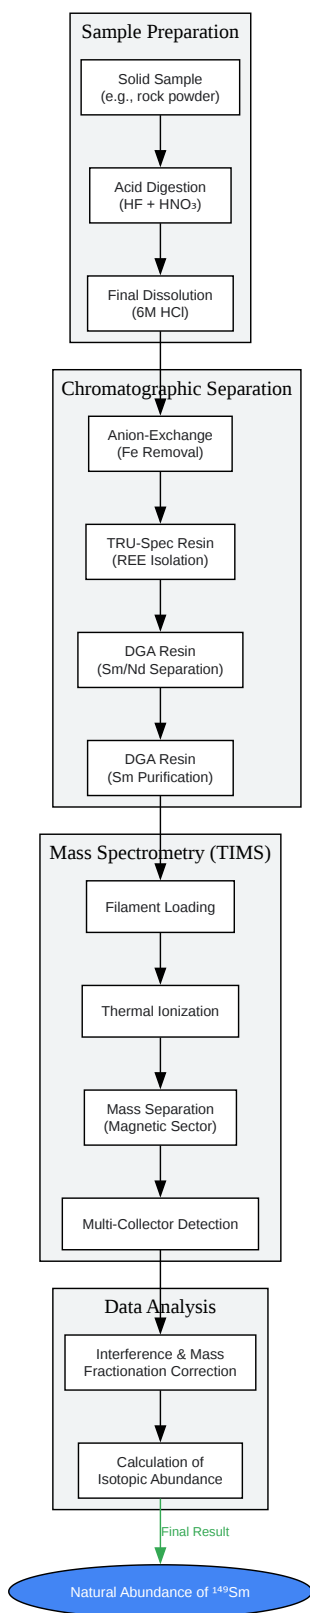 Sample Preparation
Solid Sample
(e.g., rock powder)
Acid Digestion
(HF + HNO₃)
Final Dissolution
(6M HCl)
Chromatographic Separation
Anion-Exchange
(Fe Removal)
TRU-Spec Resin
(REE Isolation)
DGA Resin
(Sm/Nd Separation)
DGA Resin
(Sm Purification)
Mass Spectrometry (TIMS)
Filament Loading
Thermal Ionization
Mass Separation
(Magnetic Sector)
Multi-Collector Detection
Data Analysis
Interference & Mass
Fractionation Correction
Calculation of
Isotopic Abundance
Final Result
Natural Abundance of ¹⁴⁹Sm